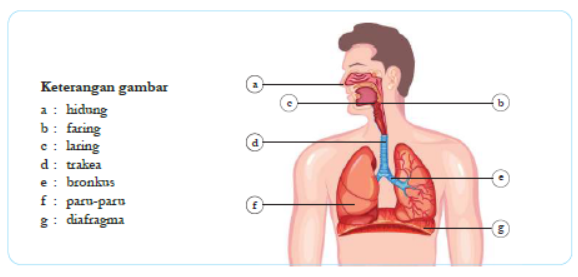 Keterangan gambar
a : hidung
b : faring
c : laring
d : trakea
e : bronkus
f : paru-paru
g : diafragma
a
c
b
d
e
f
g